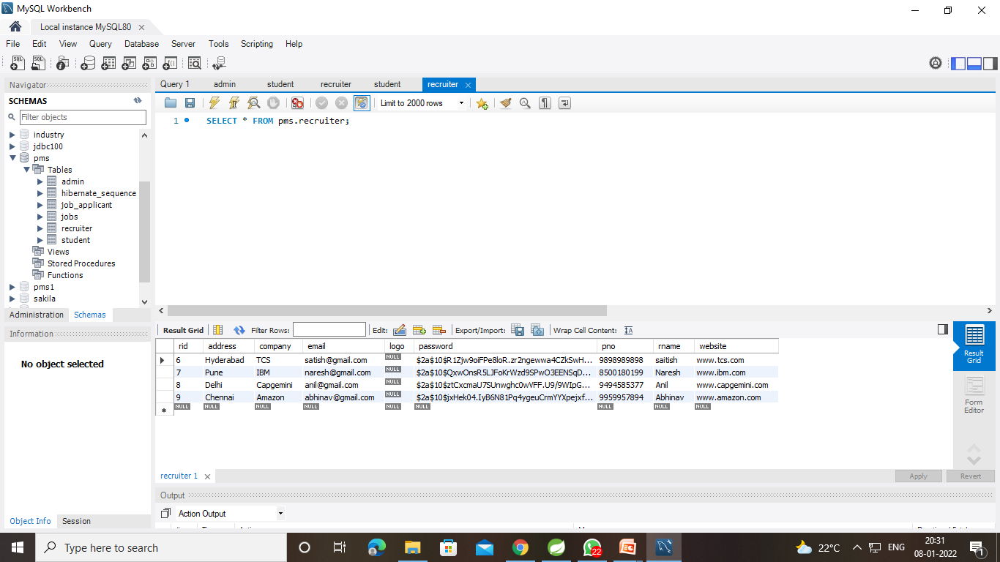 MySQL Workbench
Local instance MySQL80
File Edit View Query Database Server Tools Scripting Help
Navigator
SCHEMAS
Filter objects
industry
jdbc100
pms
Tables
admin
hibernate_sequence
job_applicant
jobs
recruiter
student
Views
Stored Procedures
Functions
pms1
sakila
Administration Schemas
Information
No object selected
Object Info Session
Query 1 admin student recruiter student recruiter
Limit to 2000 rows
1 SELECT * FROM pms.recruiter;
Result Grid Filter Rows: Edit: Export/Import: Wrap Cell Content:
rid address company email logo password pno rname website
6 Hyderabad TCS satish@gmail.com NULL $2a$10$R1Zjw9oiFPe8loR.zr2ngewwa4CZkSwH... 9898989898 saitish www.tcs.com
7 Pune IBM naresh@gmail.com NULL $2a$10$QxwOnsR5LJFoKrWzd9SPwO3EENSqD... 8500180199 Naresh www.ibm.com
8 Delhi Capgemini anil@gmail.com NULL $2a$10$ztCxcmaU7SUnwghc0wVFF.U9/9WIpG... 9494585377 Anil www.capgemini.com
9 Chennai Amazon abhinav@gmail.com NULL $2a$10$jxHek04.IyB6N81Pq4ygeuCrmYYXpejxf... 9959957894 Abhinav www.amazon.com
NULL NULL NULL NULL NULL NULL NULL NULL NULL
Result Grid
Form Editor
recruiter 1
Apply Revert
Output
Action Output
Type here to search
22
22°C
ENG
20:31
08-01-2022
1